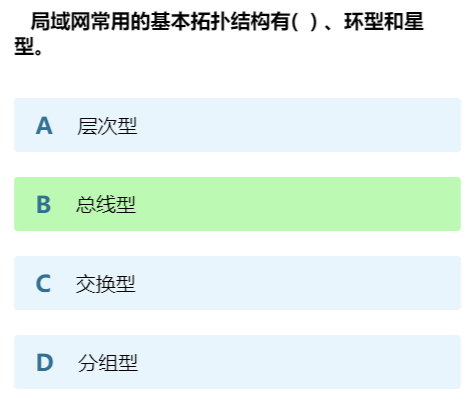 局域网常用的基本拓扑结构有( ) 、环型和星
型。
A 层次型
B 总线型
C 交换型
D 分组型